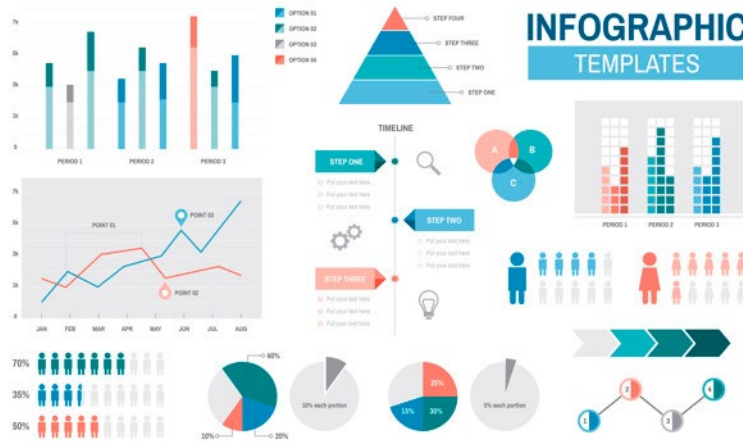 7k
5k
3k
2k
0
PERIOD 1
PERIOD 2
PERIOD 3
OPTION 01
OPTION 02
OPTION 03
OPTION 04
STEP FOUR
STEP THREE
STEP TWO
STEP ONE
INFOGRAPHIC
TEMPLATES
TIMELINE
STEP ONE
Put your text here
Put your text here
Put your text here
STEP TWO
Put your text here
Put your text here
Put your text here
STEP THREE
Put your text here
Put your text here
Put your text here
A
B
C
PERIOD 1
PERIOD 2
PERIOD 3
7k
5k
3k
POINT 01
POINT 03
POINT 02
JAN
FEB
MAR
APR
MAY
JUN
JUL
AUG
70%
35%
50%
40%
10%
20%
10% each portion
25%
15%
30%
5% each portion
1
2
3
4